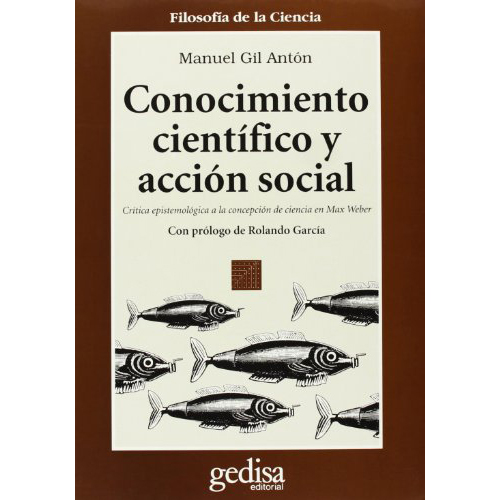 Filosofía de la Ciencia
Manuel Gil Antón
Conocimiento
científico y
acción social
Crítica epistemológica a la concepción de ciencia en Max Weber
Con prólogo de Rolando García
gedisa
editorial